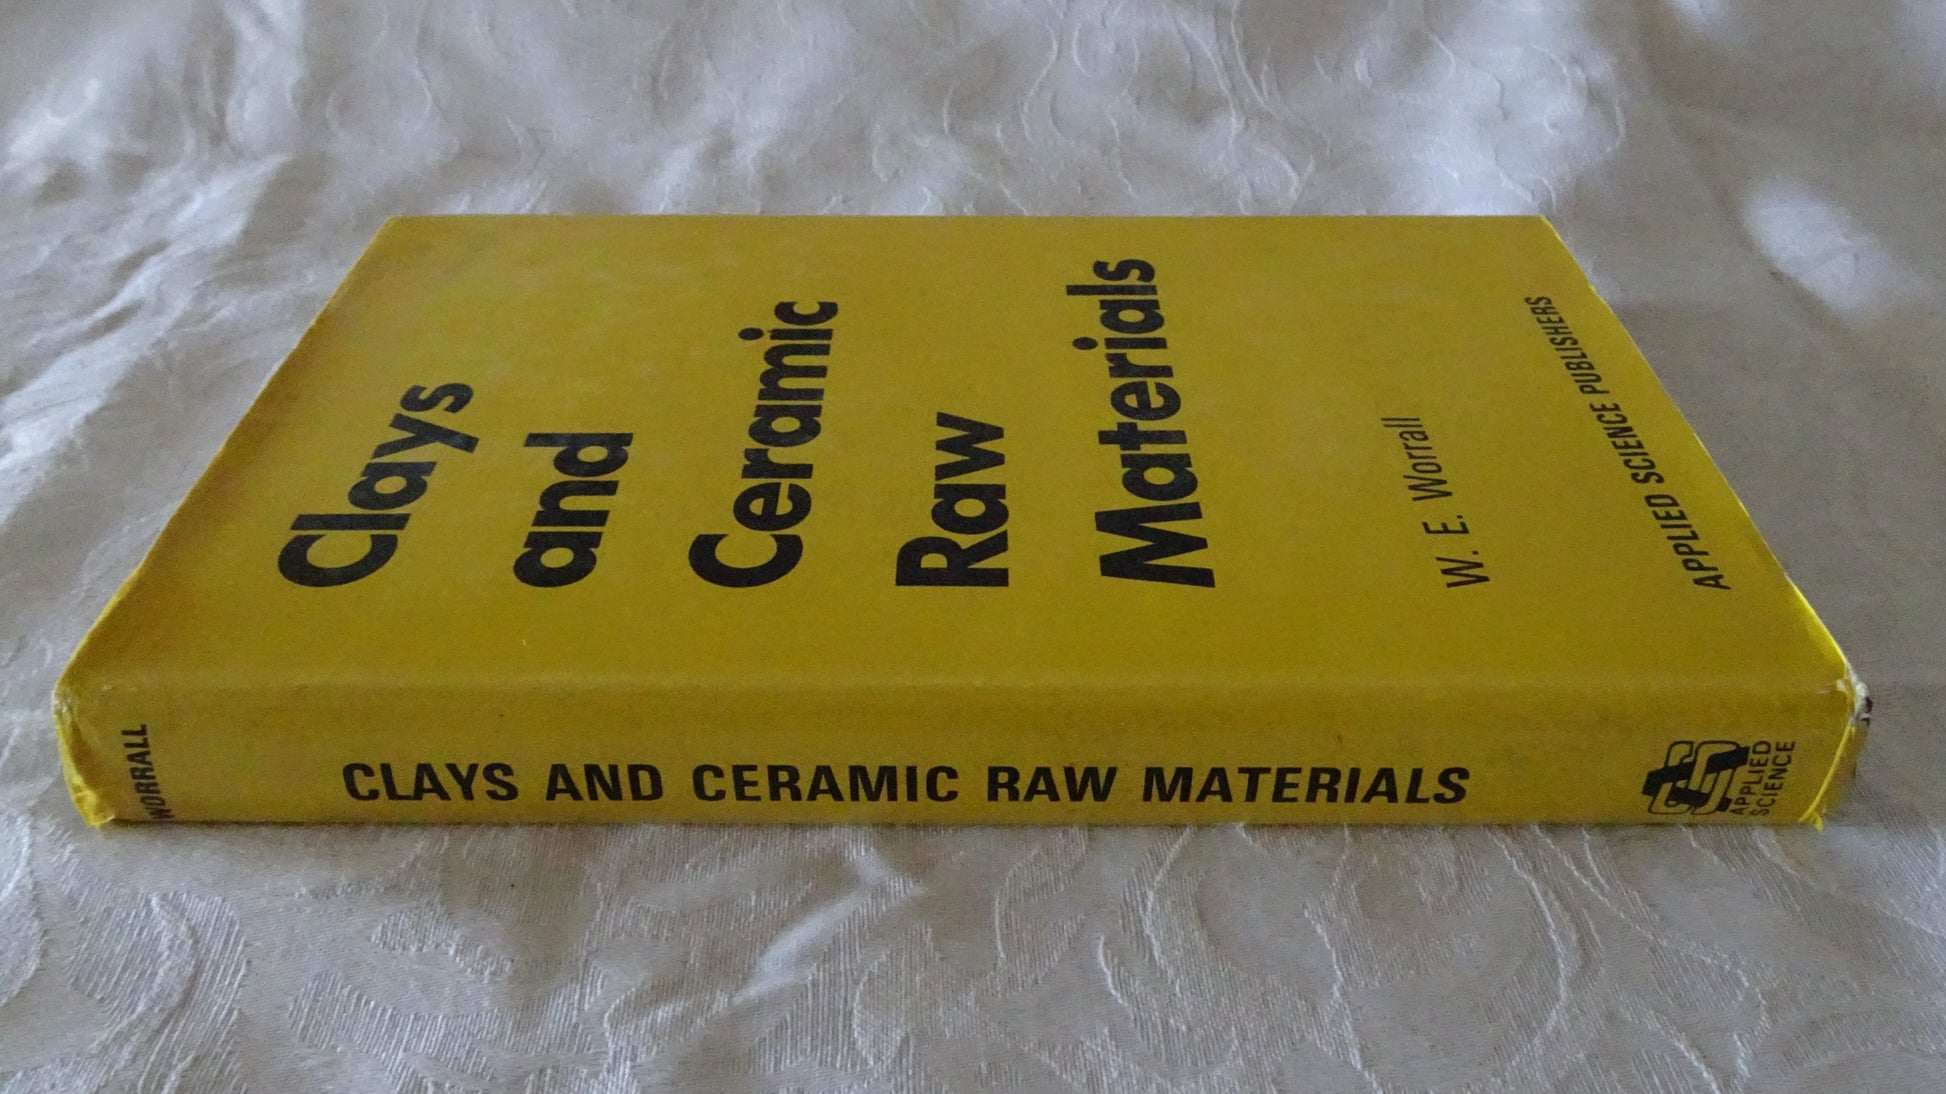 Clays
and
Ceramic
Raw
Materials
W. E. Worrall
APPLIED SCIENCE PUBLISHERS
WORRALL
CLAYS AND CERAMIC RAW MATERIALS
APPLIED
SCIENCE